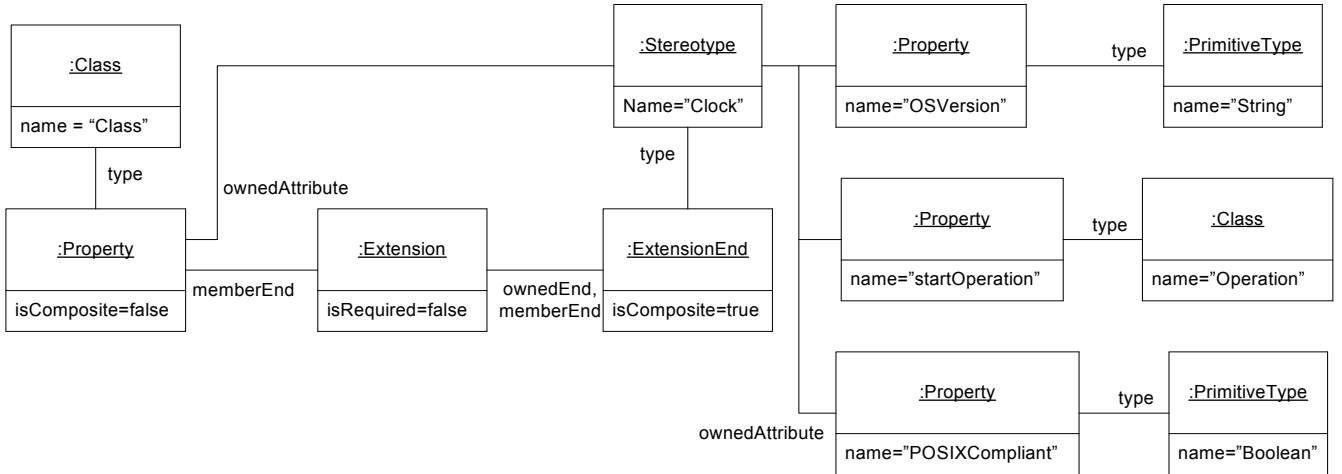 :Class
name = “Class”
:Stereotype
Name=”Clock”
:Property
name=”OSVersion”
type
:PrimitiveType
name=”String”
type
type
ownedAttribute
:Property
isComposite=false
memberEnd
:Extension
isRequired=false
ownedEnd,
memberEnd
:ExtensionEnd
isComposite=true
:Property
name=”startOperation”
type
:Class
name=”Operation”
ownedAttribute
:Property
name=”POSIXCompliant”
type
:PrimitiveType
name=”Boolean”